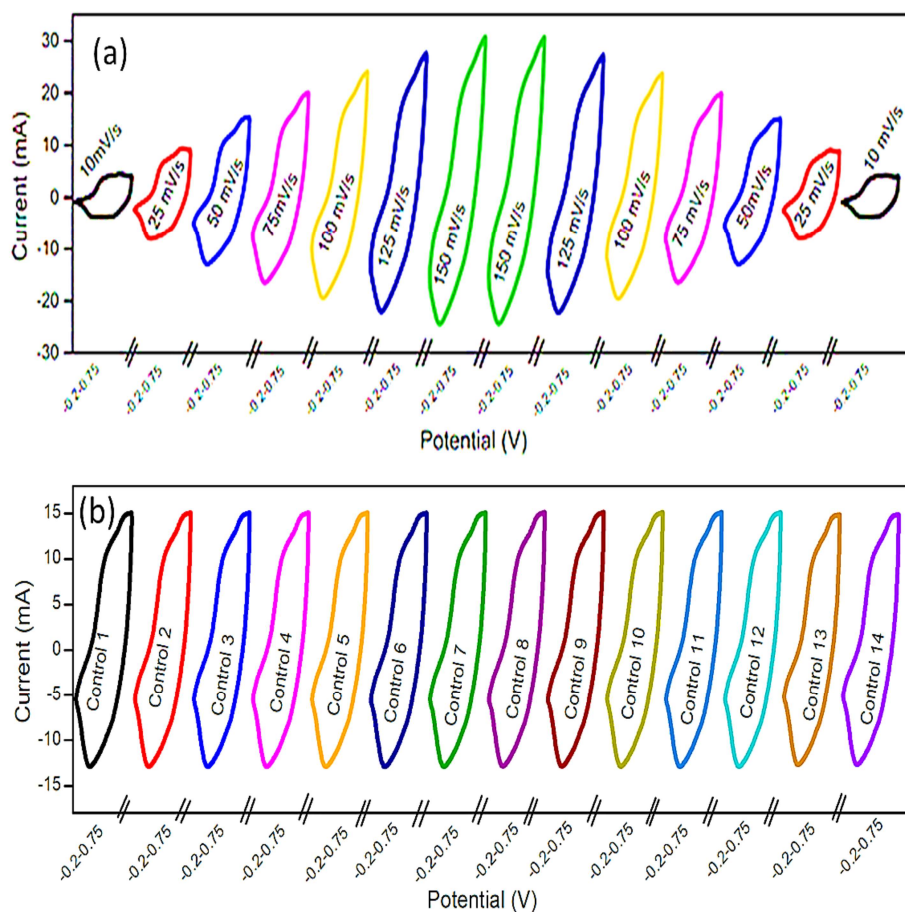 (a)
Current (mA)
30
20
10
0
-10
-20
-30
10mV/s
25 mV/s
50 mV/s
75mV/s
100 mV/s
125 mV/s
150 mV/s
150 mV/s
125 mV/s
100 mV/s
75 mV/s
50mV/s
25 mV/s
10 mV/s
-0.2-0.75
-0.2-0.75
-0.2-0.75
-0.2-0.75
-0.2-0.75
-0.2-0.75
-0.2-0.75
-0.2-0.75
-0.2-0.75
-0.2-0.75
-0.2-0.75
-0.2-0.75
-0.2-0.75
-0.2-0.75
Potential (V)
(b)
Current (mA)
15
10
5
0
-5
-10
-15
Control 1
Control 2
Control 3
Control 4
Control 5
Control 6
Control 7
Control 8
Control 9
Control 10
Control 11
Control 12
Control 13
Control 14
-0.2-0.75
-0.2-0.75
-0.2-0.75
-0.2-0.75
-0.2-0.75
-0.2-0.75
-0.2-0.75
-0.2-0.75
-0.2-0.75
-0.2-0.75
-0.2-0.75
-0.2-0.75
-0.2-0.75
-0.2-0.75
Potential (V)